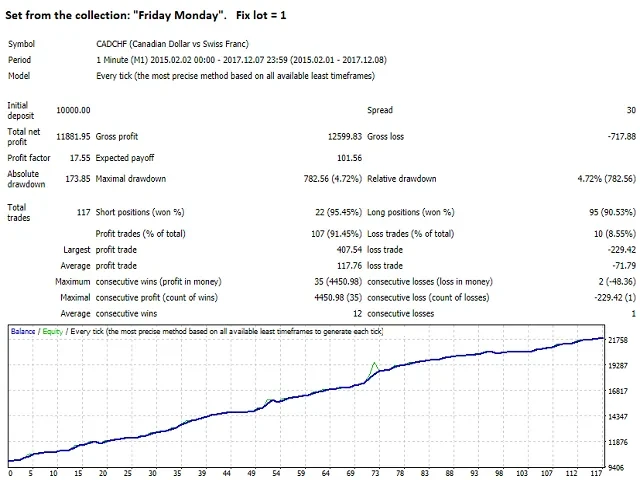 Set from the collection: "Friday Monday".   Fix lot = 1
Symbol CADCHF (Canadian Dollar vs Swiss Franc)
Period 1 Minute (M1) 2015.02.02 00:00 - 2017.12.07 23:59 (2015.02.01 - 2017.12.08)
Model Every tick (the most precise method based on all available least timeframes)
Initial deposit 10000.00 Spread 30
Total net profit 11881.95 Gross profit 12599.83 Gross loss -717.88
Profit factor 17.55 Expected payoff 101.56
Absolute drawdown 173.85 Maximal drawdown 782.56 (4.72%) Relative drawdown 4.72% (782.56)
Total trades 117 Short positions (won %) 22 (95.45%) Long positions (won %) 95 (90.53%)
Profit trades (% of total) 107 (91.45%) Loss trades (% of total) 10 (8.55%)
Largest profit trade 407.54 loss trade -229.42
Average profit trade 117.76 loss trade -71.79
Maximum consecutive wins (profit in money) 35 (4450.98) consecutive losses (loss in money) 2 (-48.36)
Maximal consecutive profit (count of wins) 4450.98 (35) consecutive loss (count of losses) -229.42 (1)
Average consecutive wins 12 consecutive losses 1
Balance / Equity / Every tick (the most precise method based on all available least timeframes to generate each tick)
21758
19287
16817
14347
11876
9406
0 5 10 15 20 25 30 35 39 44 49 54 59 64 69 73 78 83 88 93 98 103 107 112 117